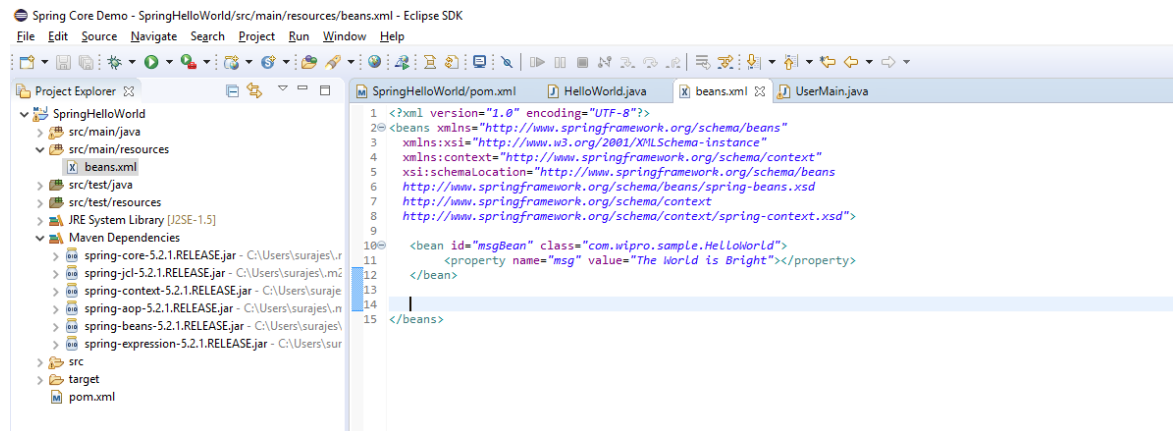 Spring Core Demo - SpringHelloWorld/src/main/resources/beans.xml - Eclipse SDK
File Edit Source Navigate Search Project Run Window Help
Project Explorer
SpringHelloWorld
src/main/java
src/main/resources
beans.xml
src/test/java
src/test/resources
JRE System Library [J2SE-1.5]
Maven Dependencies
spring-core-5.2.1.RELEASE.jar - C:\Users\surajes\.r
spring-jcl-5.2.1.RELEASE.jar - C:\Users\surajes\.m2
spring-context-5.2.1.RELEASE.jar - C:\Users\suraje
spring-aop-5.2.1.RELEASE.jar - C:\Users\surajes\.n
spring-beans-5.2.1.RELEASE.jar - C:\Users\surajes\
spring-expression-5.2.1.RELEASE.jar - C:\Users\sur
src
target
pom.xml
SpringHelloWorld/pom.xml HelloWorld.java beans.xml UserMain.java
1 <?xml version="1.0" encoding="UTF-8"?>
2 <beans xmlns="http://www.springframework.org/schema/beans"
3 xmlns:xsi="http://www.w3.org/2001/XMLSchema-instance"
4 xmlns:context="http://www.springframework.org/schema/context"
5 xsi:schemaLocation="http://www.springframework.org/schema/beans
6 http://www.springframework.org/schema/beans/spring-beans.xsd
7 http://www.springframework.org/schema/context
8 http://www.springframework.org/schema/context/spring-context.xsd">
9
10 <bean id="msgBean" class="com.wipro.sample.HelloWorld">
11 <property name="msg" value="The World is Bright"></property>
12 </bean>
13
14
15 </beans>